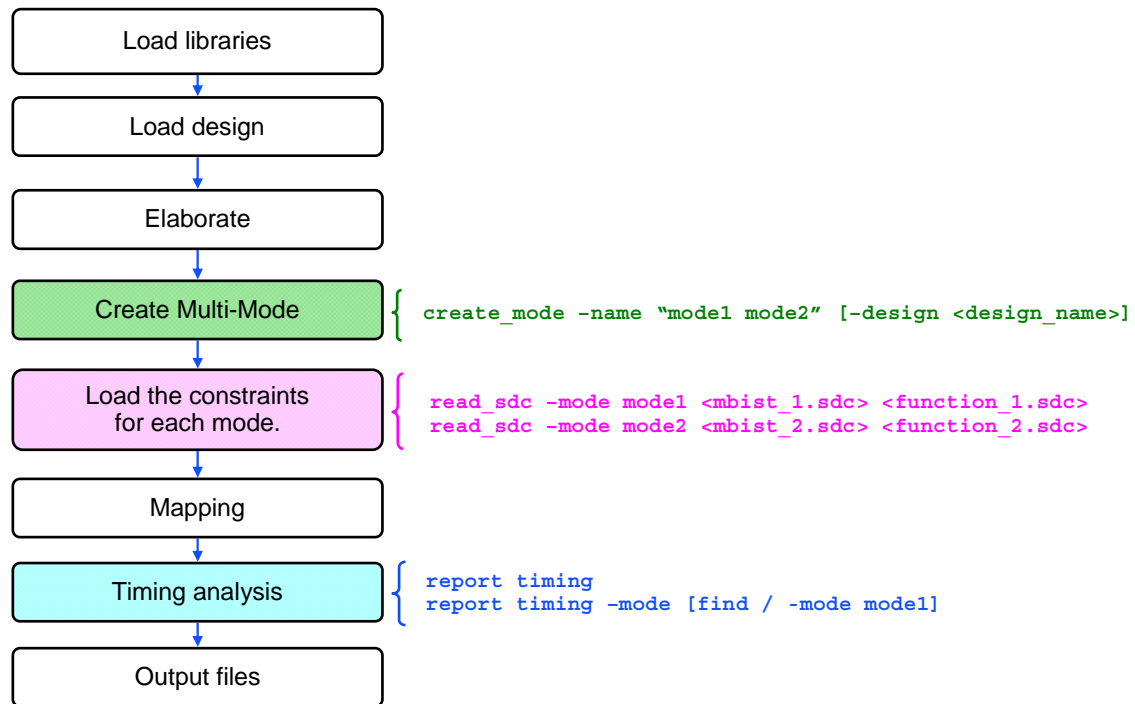 Load libraries
Load design
Elaborate
Create Multi-Mode
create_mode –name “mode1 mode2” [–design <design_name>]
Load the constraints
for each mode.
read_sdc –mode mode1 <mbist_1.sdc> <function_1.sdc>
read_sdc –mode mode2 <mbist_2.sdc> <function_2.sdc>
Mapping
Timing analysis
report timing
report timing –mode [find / -mode mode1]
Output files